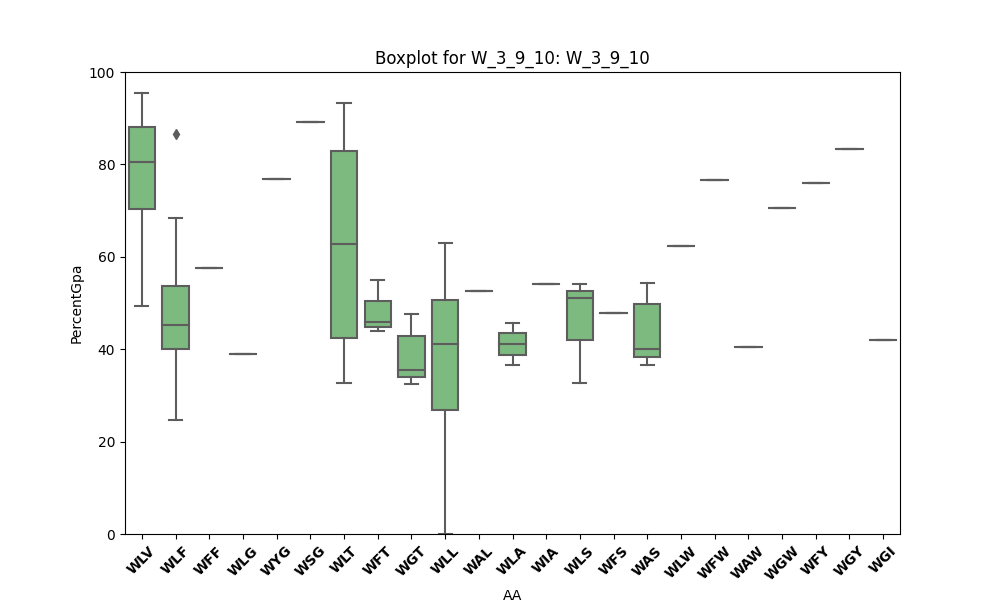 Boxplot for W_3_9_10: W_3_9_10
100
80
60
40
20
0
PercentGpa
WLV WLF WFF WLG WYG WSG WLT WFT WGT WLL WAL WLA WIA WLS WFS WAS WLW WFW WAW WGW WFY WGY WGI
AA